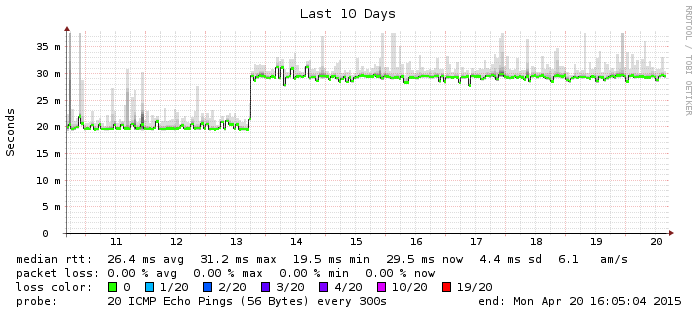 Last 10 Days
RRDTOOL / TOBI OETIKER
Seconds
35 m
30 m
25 m
20 m
15 m
10 m
5 m
0
11 12 13 14 15 16 17 18 19 20
median rtt: 26.4 ms avg 31.2 ms max 19.5 ms min 29.5 ms now 4.4 ms sd 6.1 am/s
packet loss: 0.00 % avg 0.00 % max 0.00 % min 0.00 % now
loss color: 0 1/20 2/20 3/20 4/20 10/20 19/20
probe: 20 ICMP Echo Pings (56 Bytes) every 300s end: Mon Apr 20 16:05:04 2015